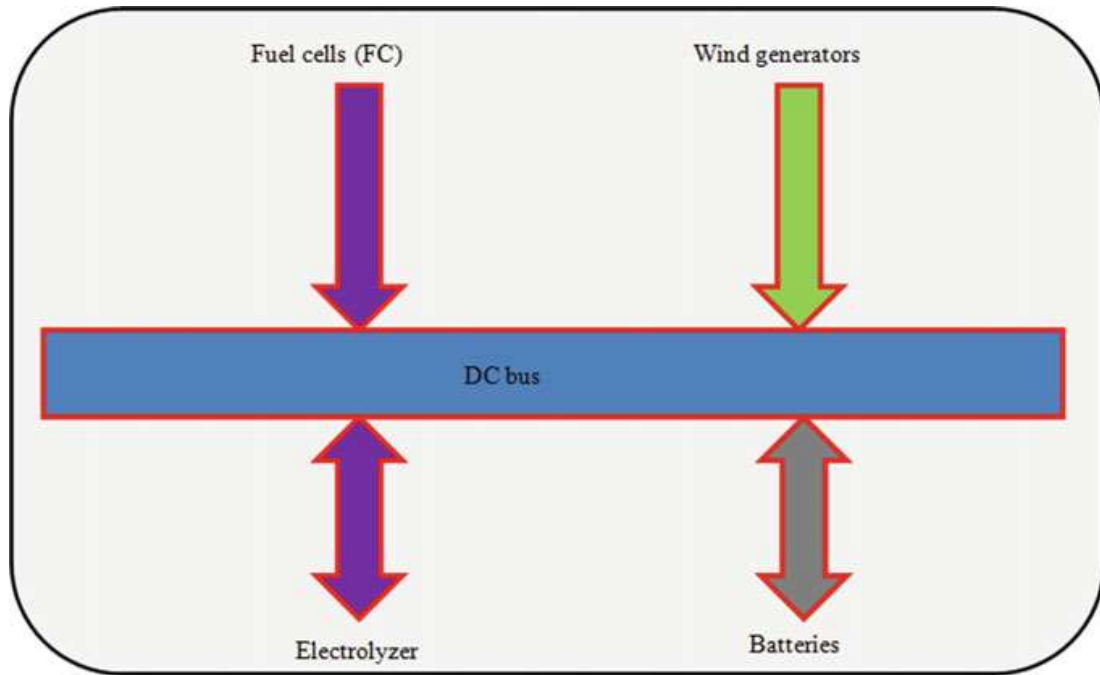 Fuel cells (FC)
Wind generators
DC bus
Electrolyzer
Batteries